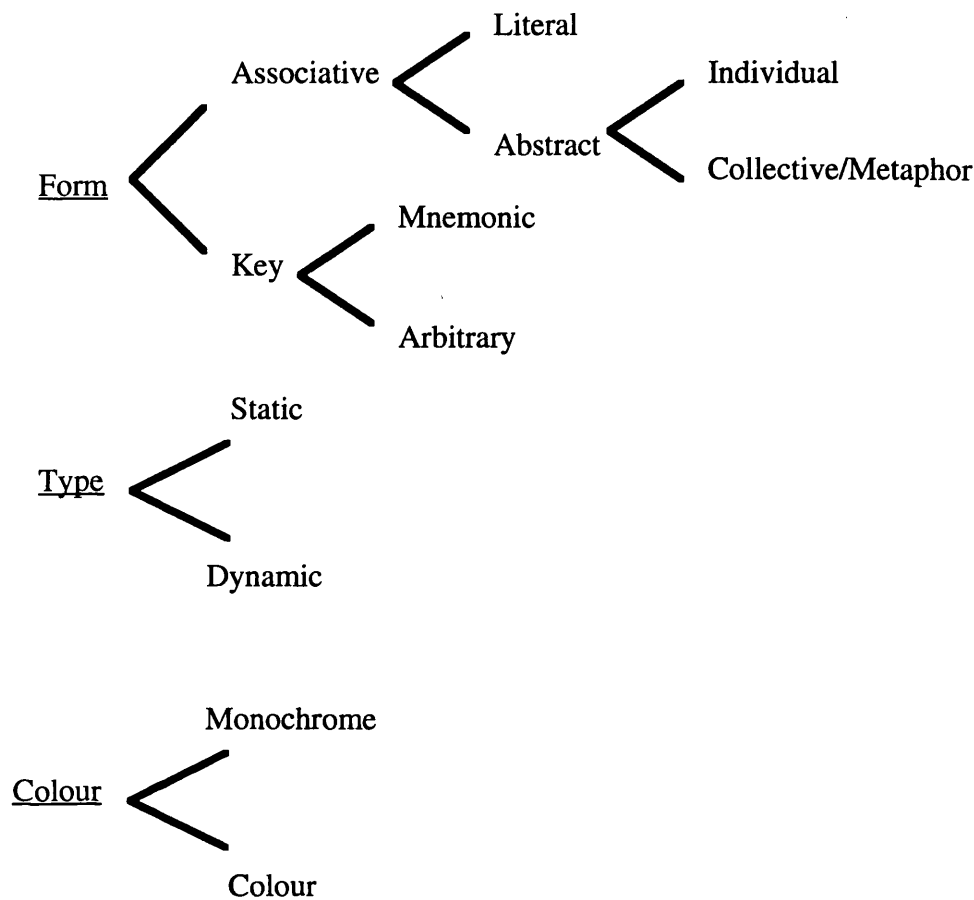 Literal
Associative
Individual
Abstract
Collective/Metaphor
Form
Mnemonic
Key
Arbitrary
Static
Type
Dynamic
Monochrome
Colour
Colour